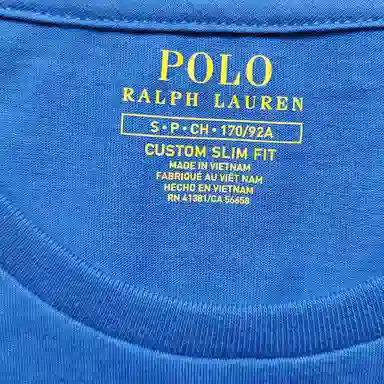 POLO
RALPH LAUREN
S•P•CH•170/92A
CUSTOM SLIM FIT
MADE IN VIETNAM
FABRIQUÉ AU VIÊT NAM
HECHO EN VIETNAM
RN 41381/CA 56658